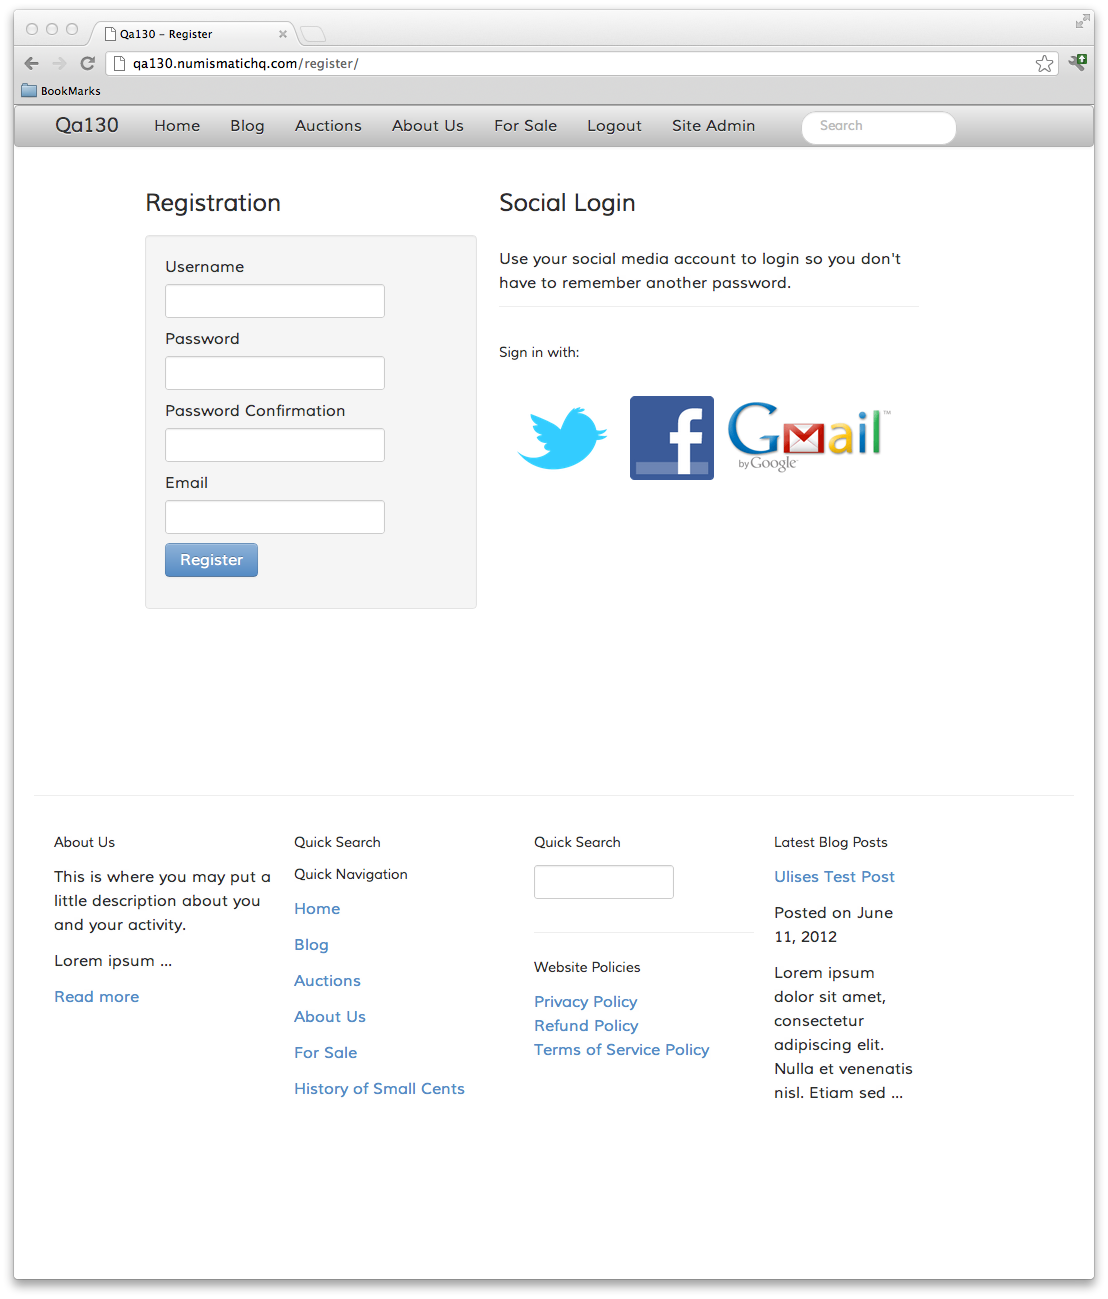 Qa130 – Register
qa130.numismatichq.com/register/
BookMarks
Qa130 Home Blog Auctions About Us For Sale Logout Site Admin Search
Registration
Username
Password
Password Confirmation
Email
Register
Social Login
Use your social media account to login so you don't
have to remember another password.
Sign in with:
f
Gmail™
by Google™
About Us
This is where you may put a
little description about you
and your activity.
Lorem ipsum ...
Read more
Quick Search
Quick Navigation
Home
Blog
Auctions
About Us
For Sale
History of Small Cents
Quick Search
Website Policies
Privacy Policy
Refund Policy
Terms of Service Policy
Latest Blog Posts
Ulises Test Post
Posted on June
11, 2012
Lorem ipsum
dolor sit amet,
consectetur
adipiscing elit.
Nulla et venenatis
nisl. Etiam sed ...